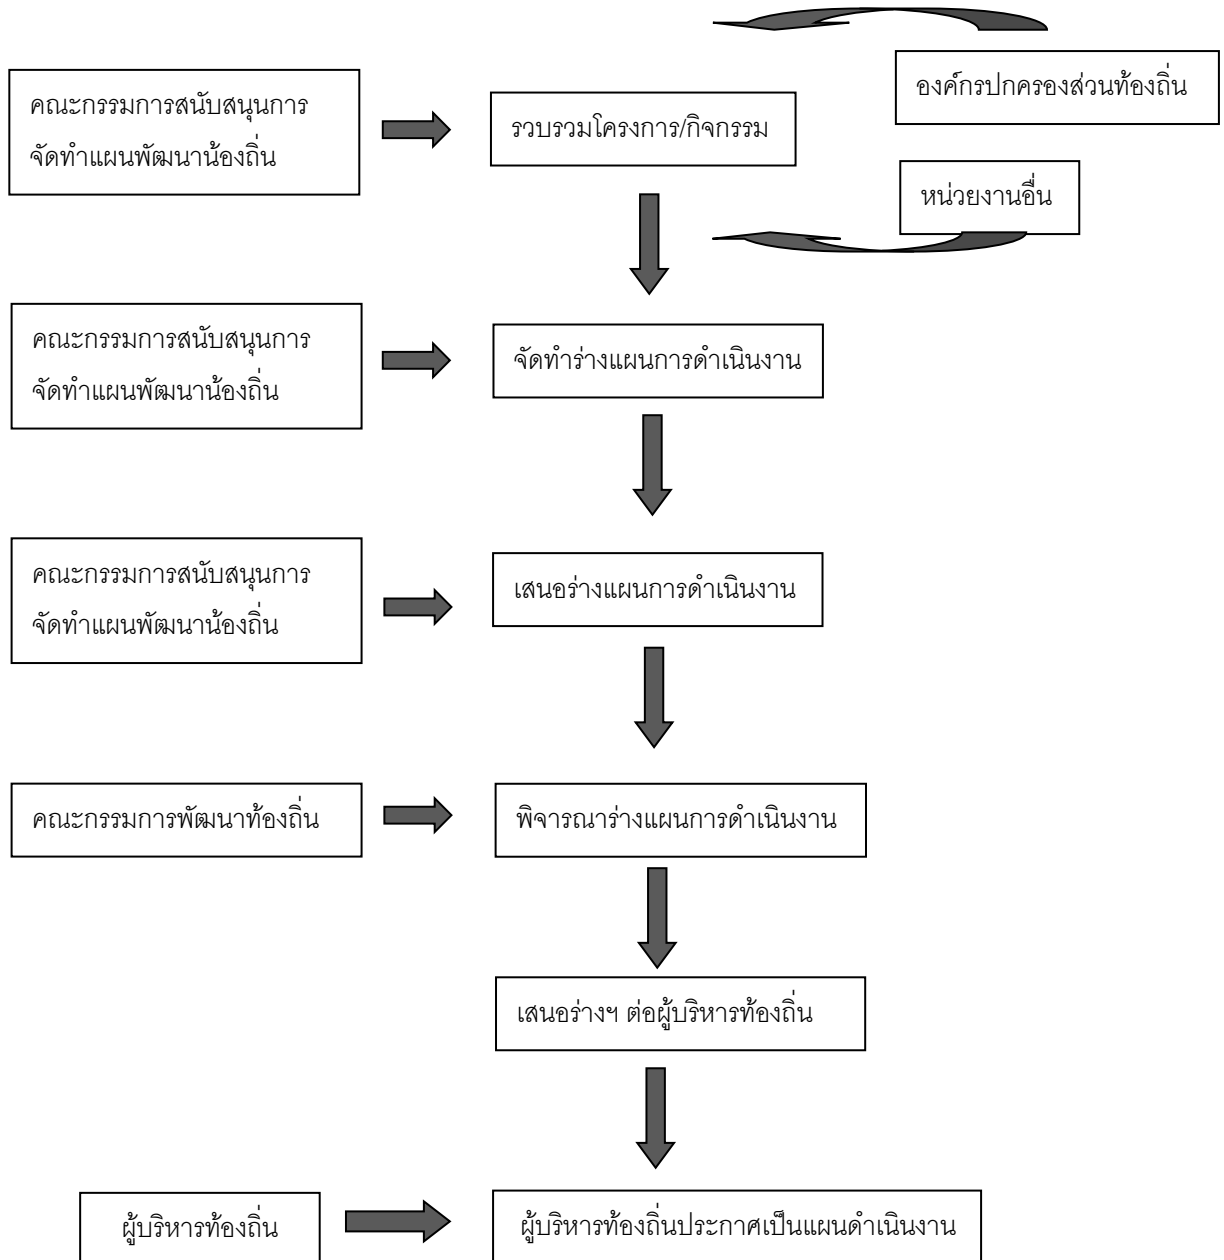 องค์กรปกครองส่วนท้องถิ่น
คณะกรรมการสนับสนุนการ
จัดทำแผนพัฒนาน้องถิ่น
รวบรวมโครงการ/กิจกรรม
หน่วยงานอื่น
คณะกรรมการสนับสนุนการ
จัดทำแผนพัฒนาน้องถิ่น
จัดทำร่างแผนการดำเนินงาน
คณะกรรมการสนับสนุนการ
จัดทำแผนพัฒนาน้องถิ่น
เสนอร่างแผนการดำเนินงาน
คณะกรรมการพัฒนาท้องถิ่น
พิจารณาร่างแผนการดำเนินงาน
เสนอร่างฯ ต่อผู้บริหารท้องถิ่น
ผู้บริหารท้องถิ่น
ผู้บริหารท้องถิ่นประกาศเป็นแผนดำเนินงาน